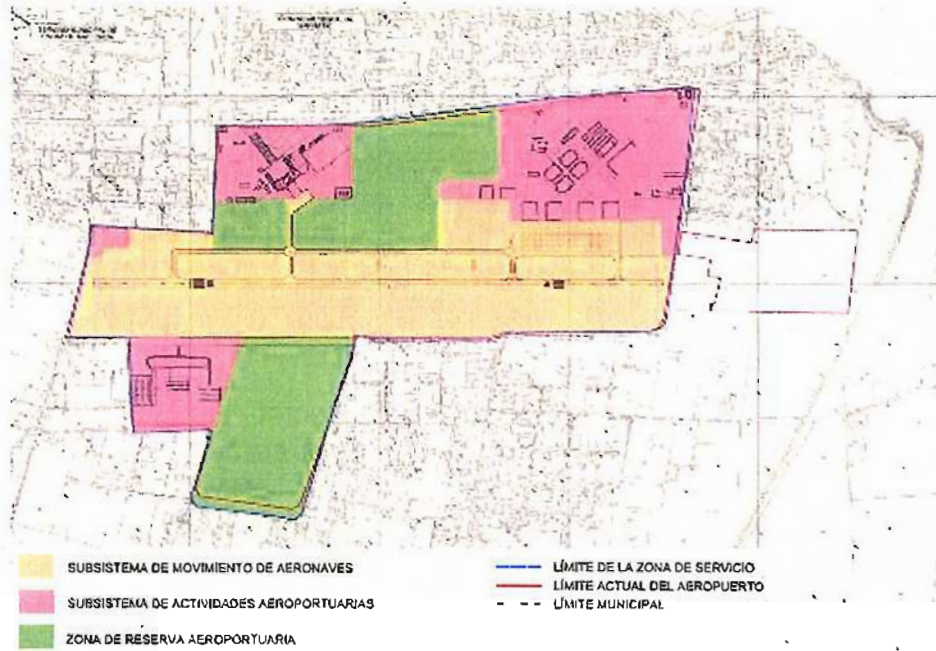 SUBSISTEMA DE MOVIMIENTO DE AERONAVES
SUBSISTEMA DE ACTIVIDADES AEROPORTUARIAS
ZONA DE RESERVA AEROPORTUARIA
LÍMITE DE LA ZONA DE SERVICIO
LÍMITE ACTUAL DEL AEROPUERTO
LÍMITE MUNICIPAL